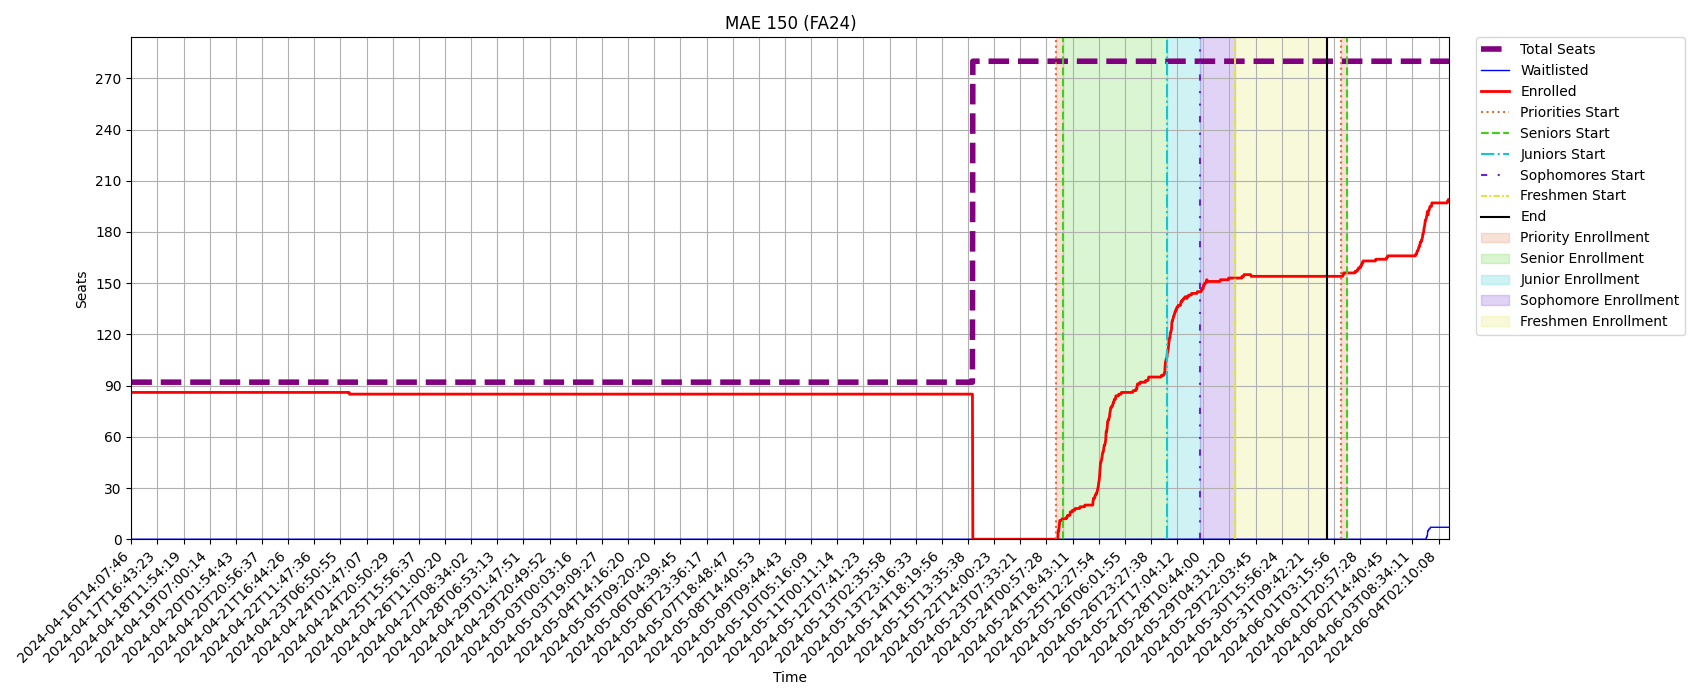 MAE 150 (FA24)
Seats
270
240
210
180
150
120
90
60
30
0
2024-04-16T14:07:46
2024-04-17T16:43:23
2024-04-18T11:54:19
2024-04-19T07:00:14
2024-04-20T01:54:43
2024-04-20T20:56:37
2024-04-21T16:44:26
2024-04-22T11:47:36
2024-04-23T06:50:55
2024-04-24T01:47:07
2024-04-24T20:50:29
2024-04-25T15:56:37
2024-04-26T11:00:20
2024-04-27T08:34:02
2024-04-28T06:53:13
2024-04-29T01:47:51
2024-04-29T20:49:52
2024-05-03T00:03:16
2024-05-03T19:09:27
2024-05-04T14:16:20
2024-05-05T09:20:20
2024-05-06T04:39:45
2024-05-06T23:36:17
2024-05-07T18:48:47
2024-05-08T14:40:53
2024-05-09T09:44:43
2024-05-10T05:16:09
2024-05-11T00:11:14
2024-05-12T07:41:23
2024-05-13T02:35:58
2024-05-13T23:16:33
2024-05-14T18:19:56
2024-05-15T13:35:38
2024-05-22T14:00:23
2024-05-23T07:33:21
2024-05-24T00:57:28
2024-05-24T18:43:11
2024-05-25T12:27:54
2024-05-26T06:01:55
2024-05-26T23:27:38
2024-05-27T17:04:12
2024-05-28T10:44:00
2024-05-29T04:31:20
2024-05-29T22:03:45
2024-05-30T15:56:24
2024-05-31T09:42:21
2024-06-01T03:15:56
2024-06-01T20:57:28
2024-06-02T14:40:45
2024-06-03T08:34:11
2024-06-04T02:10:08
Time
Total Seats
Waitlisted
Enrolled
Priorities Start
Seniors Start
Juniors Start
Sophomores Start
Freshmen Start
End
Priority Enrollment
Senior Enrollment
Junior Enrollment
Sophomore Enrollment
Freshmen Enrollment